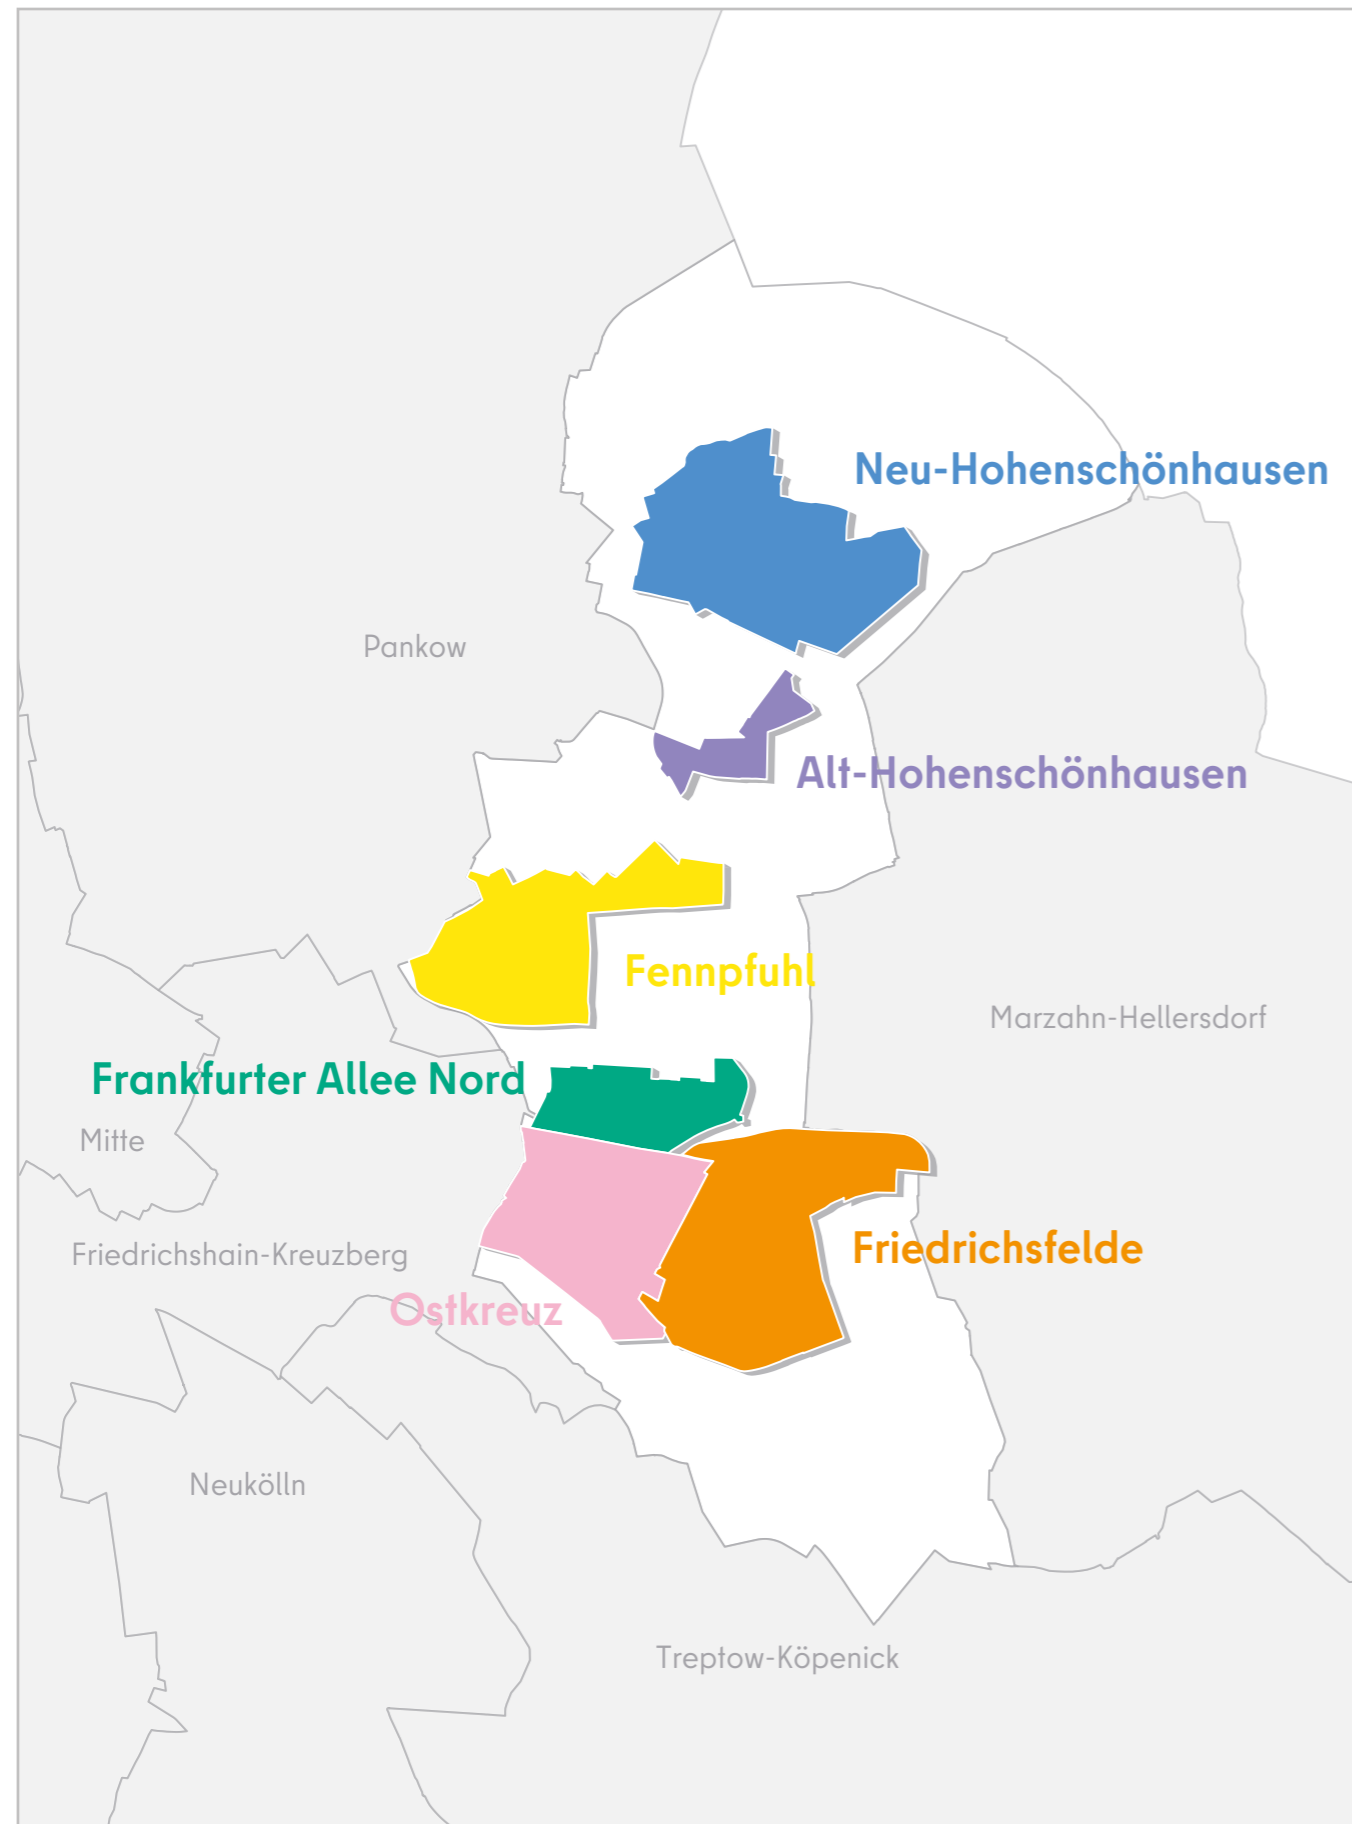 Neu-Hohenschönhausen
Pankow
Alt-Hohenschönhausen
Fennpfuhl
Marzahn-Hellersdorf
Frankfurter Allee Nord
Mitte
Friedrichshain-Kreuzberg
Friedrichsfelde
Ostkreuz
Neukölln
Treptow-Köpenick